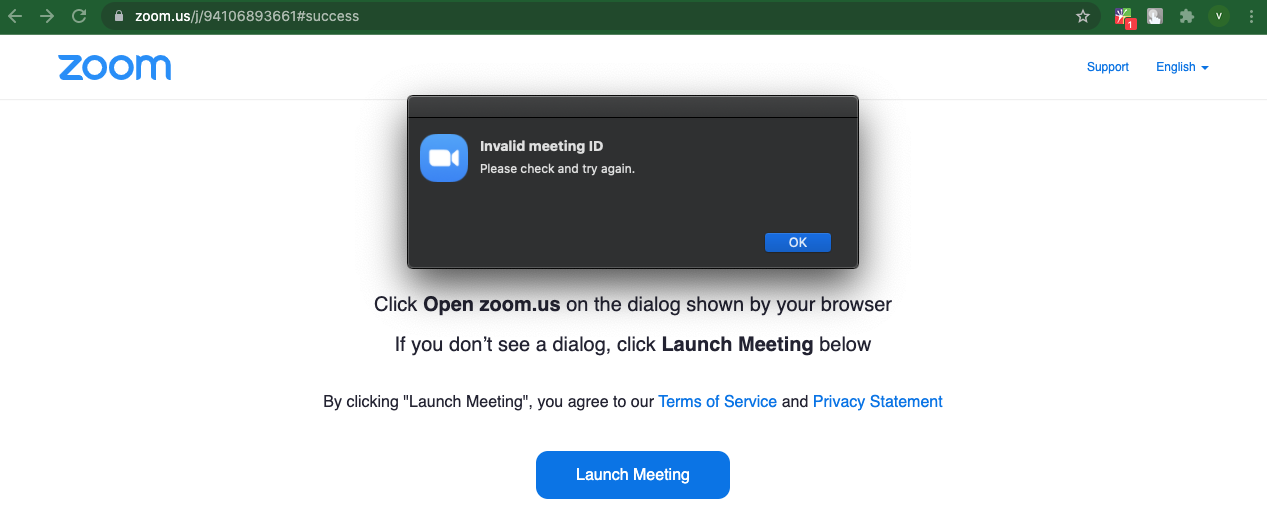 zoom.us/j/94106893661#success
1
V
zoom
Support
English
Invalid meeting ID
Please check and try again.
OK
Click Open zoom.us on the dialog shown by your browser
If you don’t see a dialog, click Launch Meeting below
By clicking "Launch Meeting", you agree to our Terms of Service and Privacy Statement
Launch Meeting